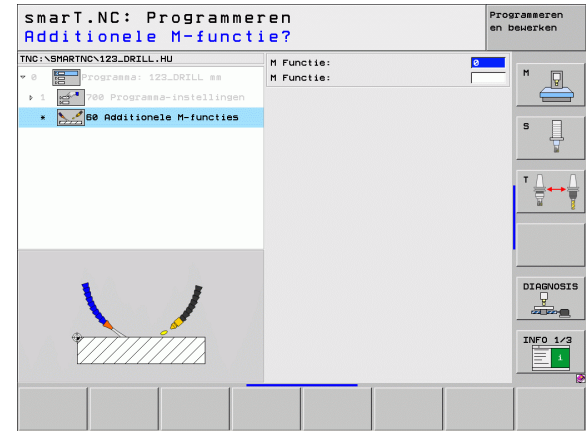 smarT.NC: Programmeren
Additionele M-functie?
Programmeren
en bewerken
TNC:\SMARTNC\123_DRILL.HU
0 Programma: 123_DRILL mm
1 700 Programma-instellingen
* 60 Additionele M-functies
M Functie: 0
M Functie:
M
S
T
DIAGNOSIS
INFO 1/3
i